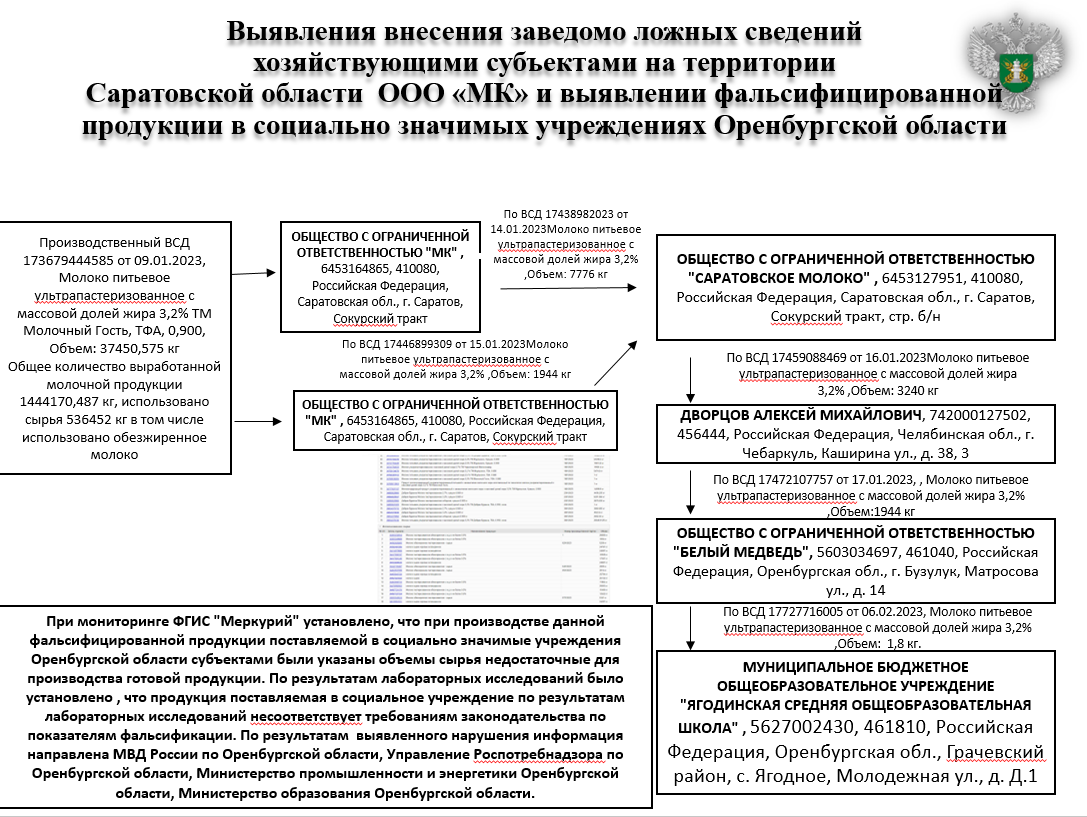 Выявления внесения заведомо ложных сведений
хозяйствующими субъектами на территории
Саратовской области ООО «МК» и выявлении фальсифицированной
продукции в социально значимых учреждениях Оренбургской области
Производственный ВСД
173679444585 от 09.01.2023,
Молоко питьевое
ультрапастеризованное с
массовой долей жира 3,2% ТМ
Молочный Гость, ТФА, 0,900,
Объем: 37450,575 кг
Общее количество выработанной
молочной продукции
1444170,487 кг, использовано
сырья 536452 кг в том числе
использовано обезжиренное
молоко
ОБЩЕСТВО С ОГРАНИЧЕННОЙ
ОТВЕТСТВЕННОСТЬЮ "МК" ,
6453164865, 410080,
Российская Федерация,
Саратовская обл., г. Саратов,
Сокурский тракт
По ВСД 17438982023 от
14.01.2023Молоко питьевое
ультрапастеризованное с
массовой долей жира 3,2%
,Объем: 7776 кг
ОБЩЕСТВО С ОГРАНИЧЕННОЙ ОТВЕТСТВЕННОСТЬЮ
"САРАТОВСКОЕ МОЛОКО" , 6453127951, 410080,
Российская Федерация, Саратовская обл., г. Саратов,
Сокурский тракт, стр. б/н
По ВСД 17446899309 от 15.01.2023Молоко
питьевое ультрапастеризованное с
массовой долей жира 3,2% ,Объем: 1944 кг
ОБЩЕСТВО С ОГРАНИЧЕННОЙ ОТВЕТСТВЕННОСТЬЮ
"МК" , 6453164865, 410080, Российская Федерация,
Саратовская обл., г. Саратов, Сокурский тракт
По ВСД 17459088469 от 16.01.2023Молоко питьевое
ультрапастеризованное с массовой долей жира
3,2% ,Объем: 3240 кг
ДВОРЦОВ АЛЕКСЕЙ МИХАЙЛОВИЧ, 742000127502,
456444, Российская Федерация, Челябинская обл., г.
Чебаркуль, Каширина ул., д. 38, 3
По ВСД 17472107757 от 17.01.2023, , Молоко питьевое
ультрапастеризованное с массовой долей жира 3,2%
,Объем:1944 кг
ОБЩЕСТВО С ОГРАНИЧЕННОЙ ОТВЕТСТВЕННОСТЬЮ
"БЕЛЫЙ МЕДВЕДЬ", 5603034697, 461040, Российская
Федерация, Оренбургская обл., г. Бузулук, Матросова
ул., д. 14
По ВСД 17727716005 от 06.02.2023, Молоко питьевое
ультрапастеризованное с массовой долей жира 3,2%
,Объем: 1,8 кг.
МУНИЦИПАЛЬНОЕ БЮДЖЕТНОЕ
ОБЩЕОБРАЗОВАТЕЛЬНОЕ УЧРЕЖДЕНИЕ
"ЯГОДИНСКАЯ СРЕДНЯЯ ОБЩЕОБРАЗОВАТЕЛЬНАЯ
ШКОЛА" , 5627002430, 461810, Российская
Федерация, Оренбургская обл., Грачевский
район, с. Ягодное, Молодежная ул., д. Д.1
При мониторинге ФГИС "Меркурий" установлено, что при производстве данной
фальсифицированной продукции поставляемой в социально значимые учреждения
Оренбургской области субъектами были указаны объемы сырья недостаточные для
производства готовой продукции. По результатам лабораторных исследований было
установлено , что продукция поставляемая в социальное учреждение по результатам
лабораторных исследований несоответствует требованиям законодательства по
показателям фальсификации. По результатам выявленного нарушения информация
направлена МВД России по Оренбургской области, Управление Роспотребнадзора по
Оренбургской области, Министерство промышленности и энергетики Оренбургской
области, Министерство образования Оренбургской области.